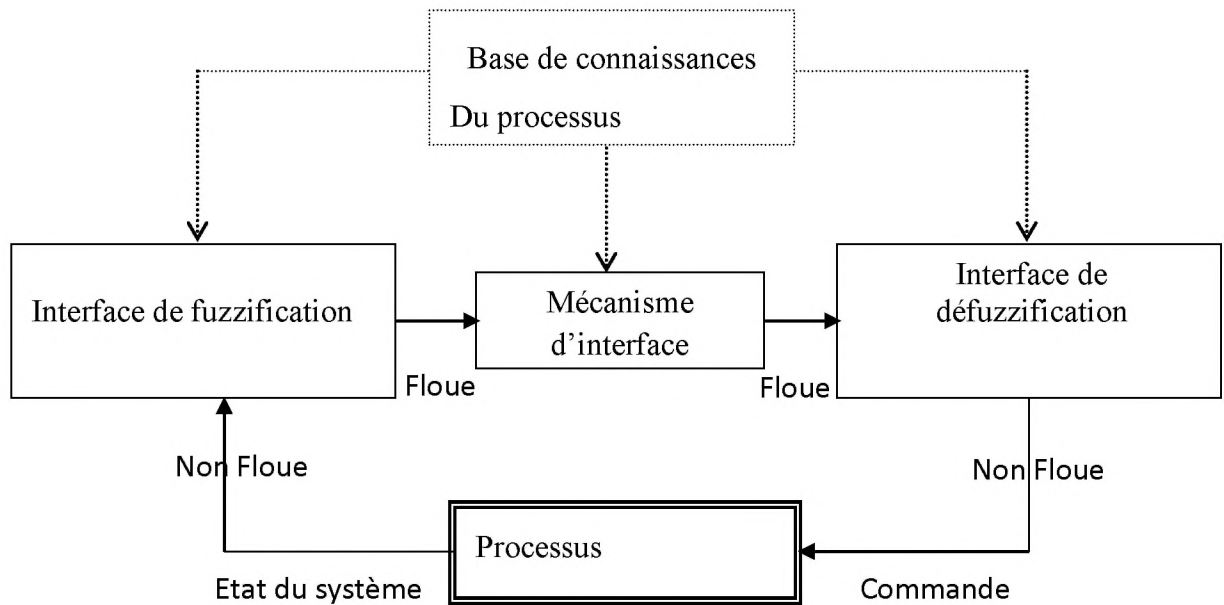 Base de connaissances
Du processus
Interface de fuzzification
Mécanisme
d’interface
Interface de
défuzzification
Floue
Floue
Non Floue
Non Floue
Processus
Etat du système
Commande